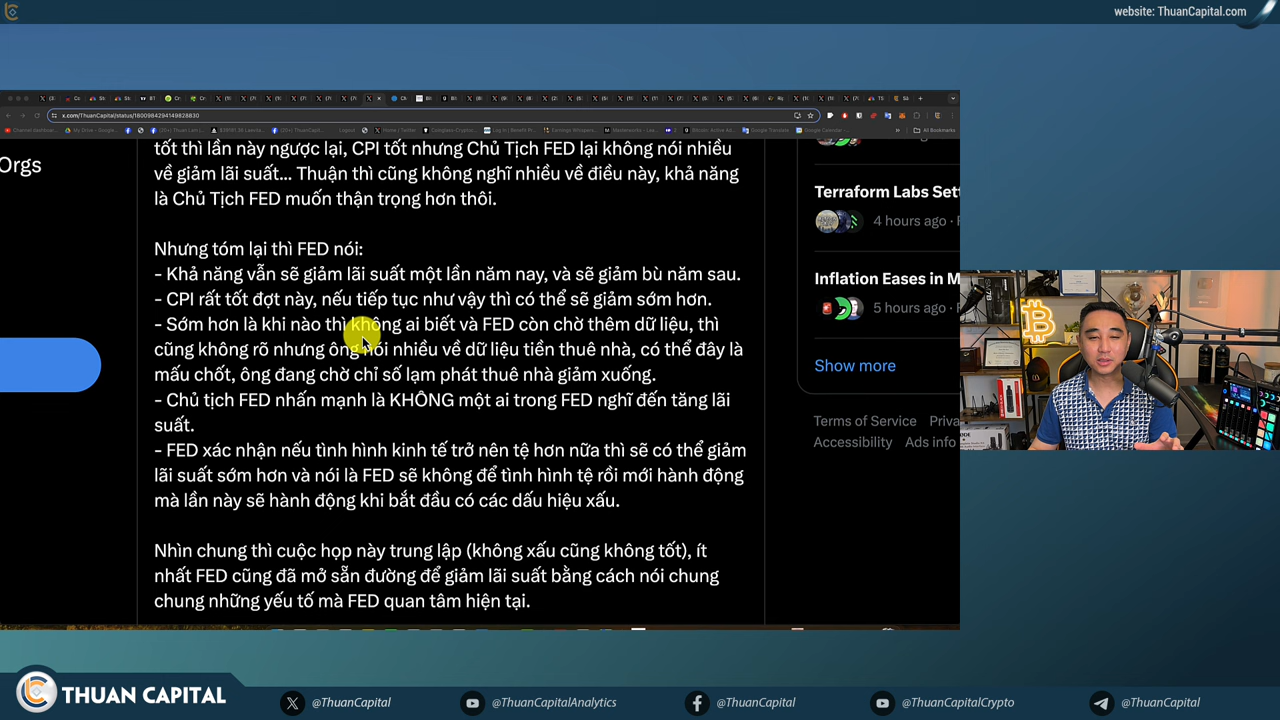 website: ThuanCapital.com
x.com/ThuanCapital/status/1800984294149828830
All Bookmarks
Orgs
tốt thì lần này ngược lại, CPI tốt nhưng Chủ Tịch FED lại không nói nhiều
về giảm lãi suất... Thuận thì cũng không nghĩ nhiều về điều này, khả năng
là Chủ Tịch FED muốn thận trọng hơn thôi.
Nhưng tóm lại thì FED nói:
- Khả năng vẫn sẽ giảm lãi suất một lần năm nay, và sẽ giảm bù năm sau.
- CPI rất tốt đợt này, nếu tiếp tục như vậy thì có thể sẽ giảm sớm hơn.
- Sớm hơn là khi nào thì không ai biết và FED còn chờ thêm dữ liệu, thì
cũng không rõ nhưng ông nói nhiều về dữ liệu tiền thuê nhà, có thể đây là
mấu chốt, ông đang chờ chỉ số lạm phát thuê nhà giảm xuống.
- Chủ tịch FED nhấn mạnh là KHÔNG một ai trong FED nghĩ đến tăng lãi
suất.
- FED xác nhận nếu tình hình kinh tế trở nên tệ hơn nữa thì sẽ có thể giảm
lãi suất sớm hơn và nói là FED sẽ không để tình hình tệ rồi mới hành động
mà lần này sẽ hành động khi bắt đầu có các dấu hiệu xấu.
Nhìn chung thì cuộc họp này trung lập (không xấu cũng không tốt), ít
nhất FED cũng đã mở sẵn đường để giảm lãi suất bằng cách nói chung
chung những yếu tố mà FED quan tâm hiện tại.
Terraform Labs Sett
4 hours ago ·
Inflation Eases in M
5 hours ago ·
Show more
Terms of Service Priva
Accessibility Ads info
THUAN CAPITAL
@ThuanCapital
@ThuanCapitalAnalytics
@ThuanCapital
@ThuanCapitalCrypto
@ThuanCapital